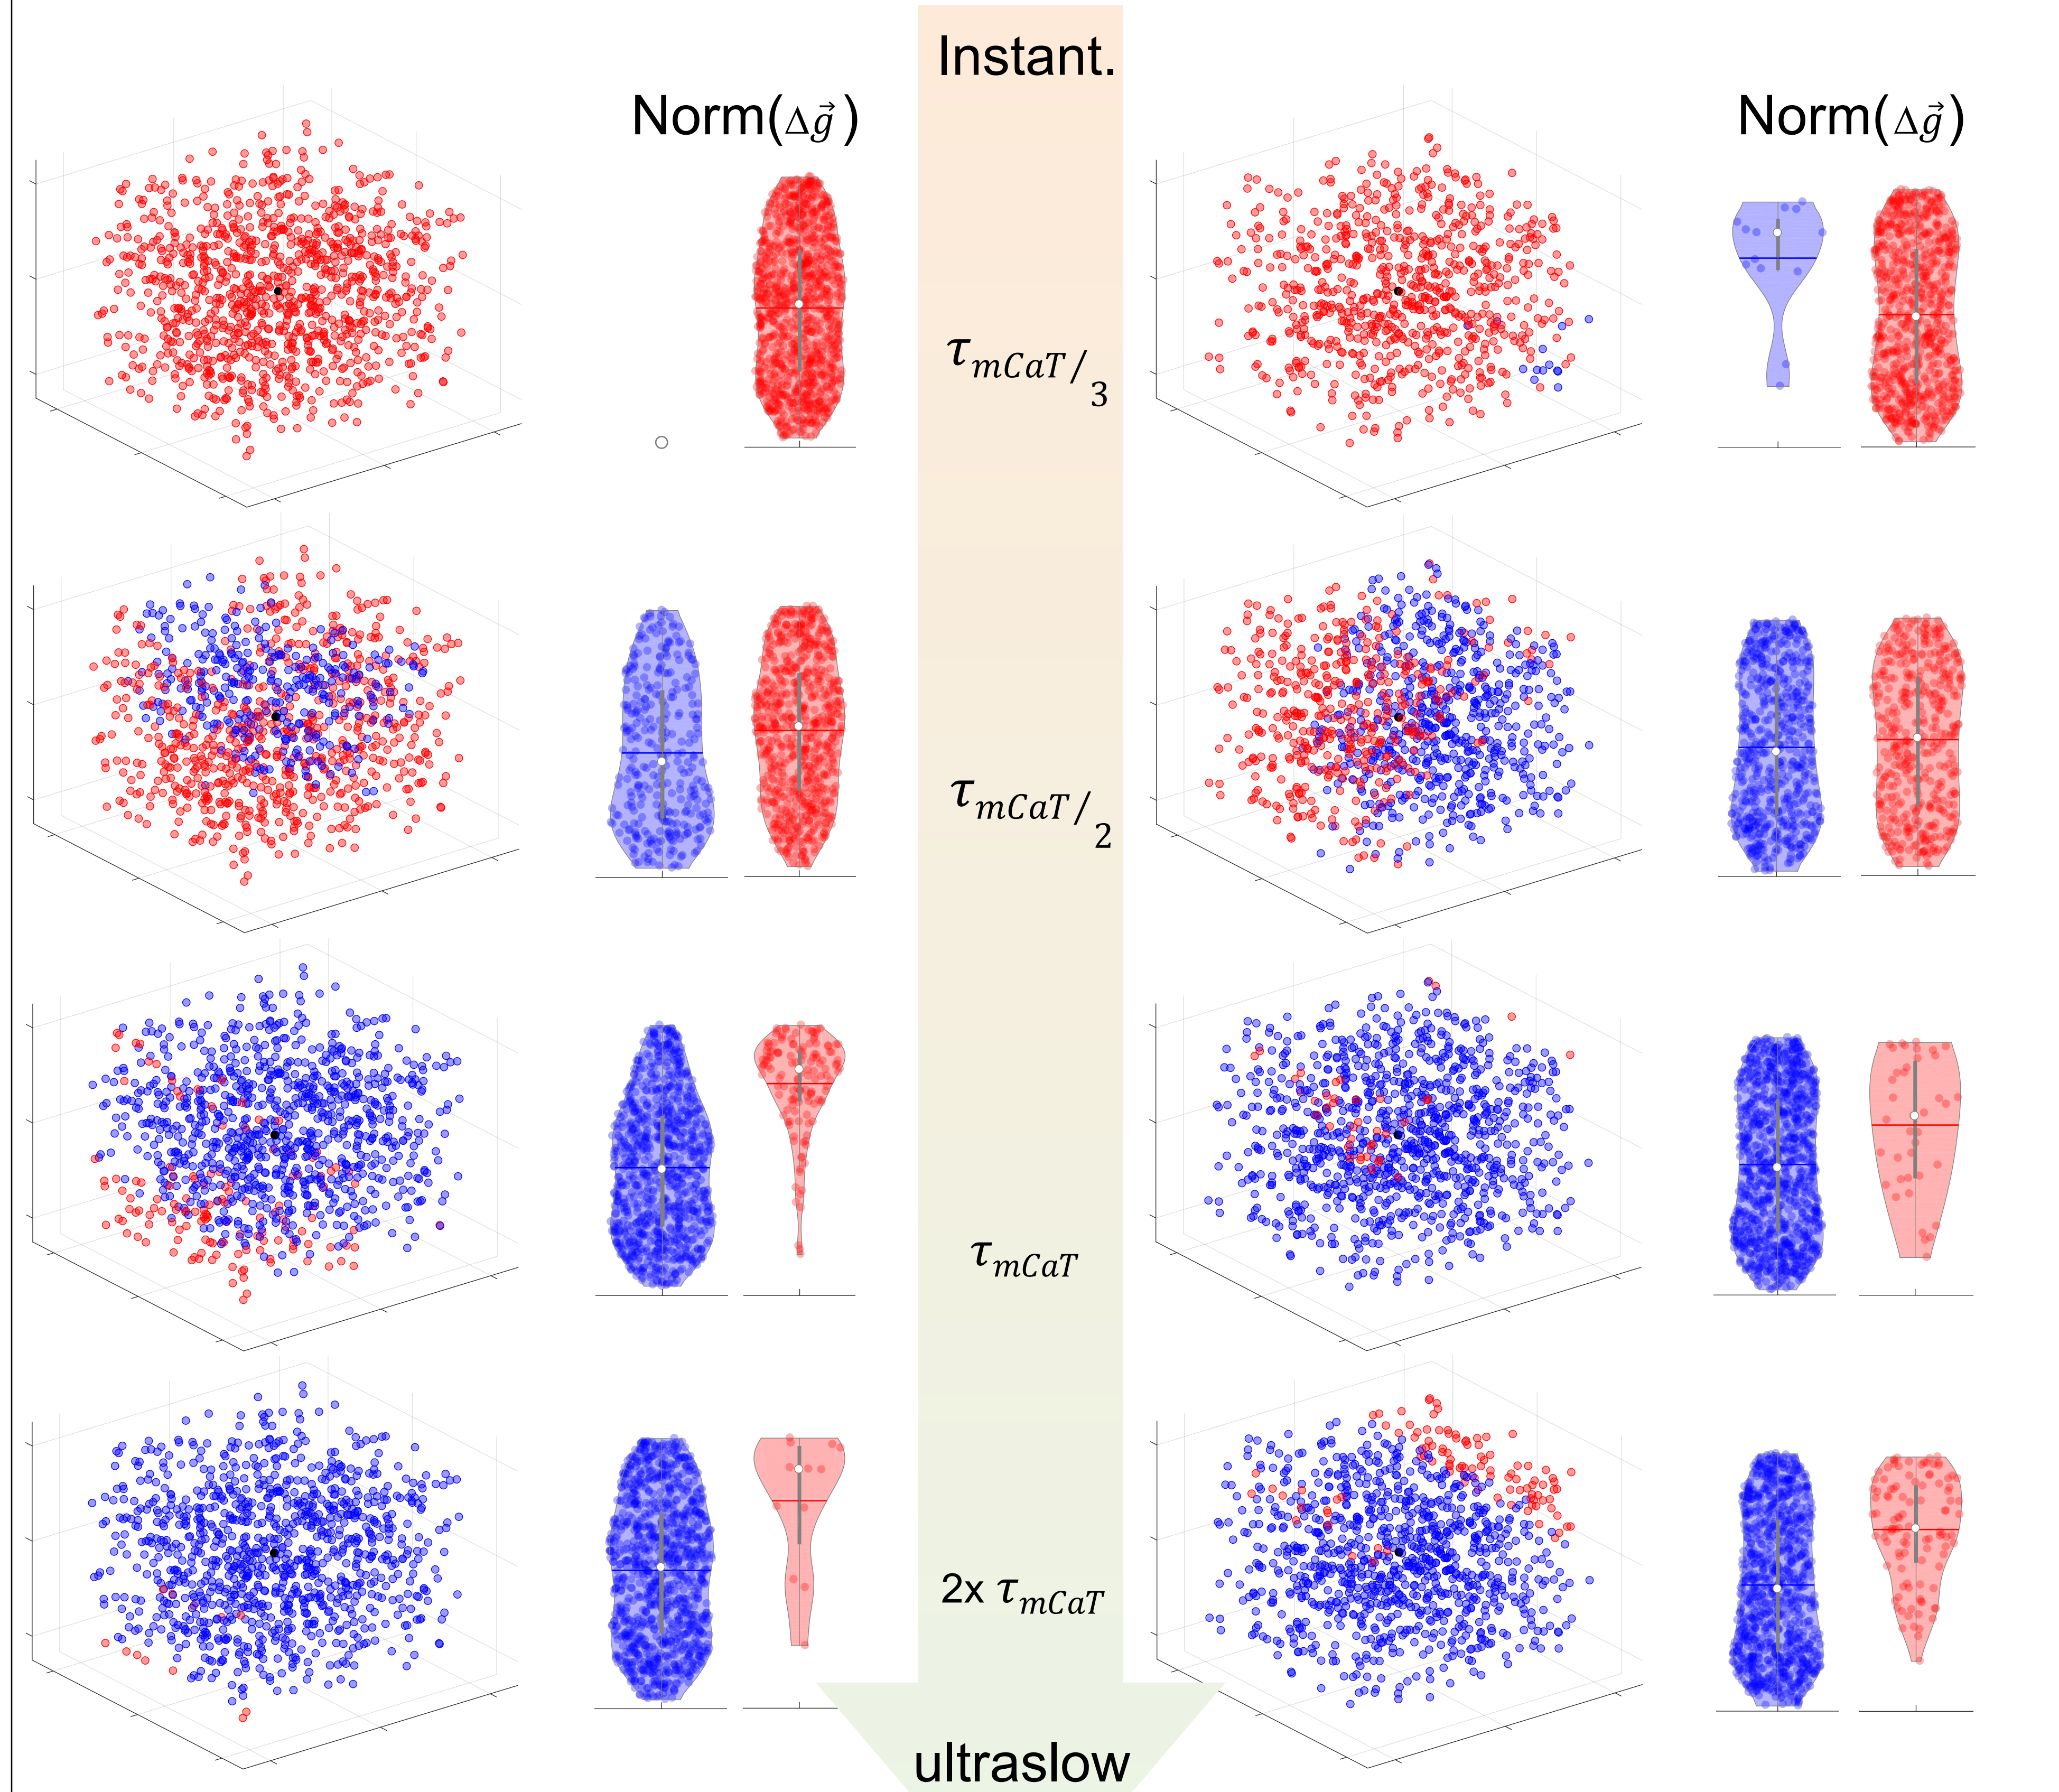 Instant.
Norm(Δg⃗ )
Norm(Δg⃗ )
τmCaT/3
τmCaT/2
τmCaT
2x τmCaT
ultraslow